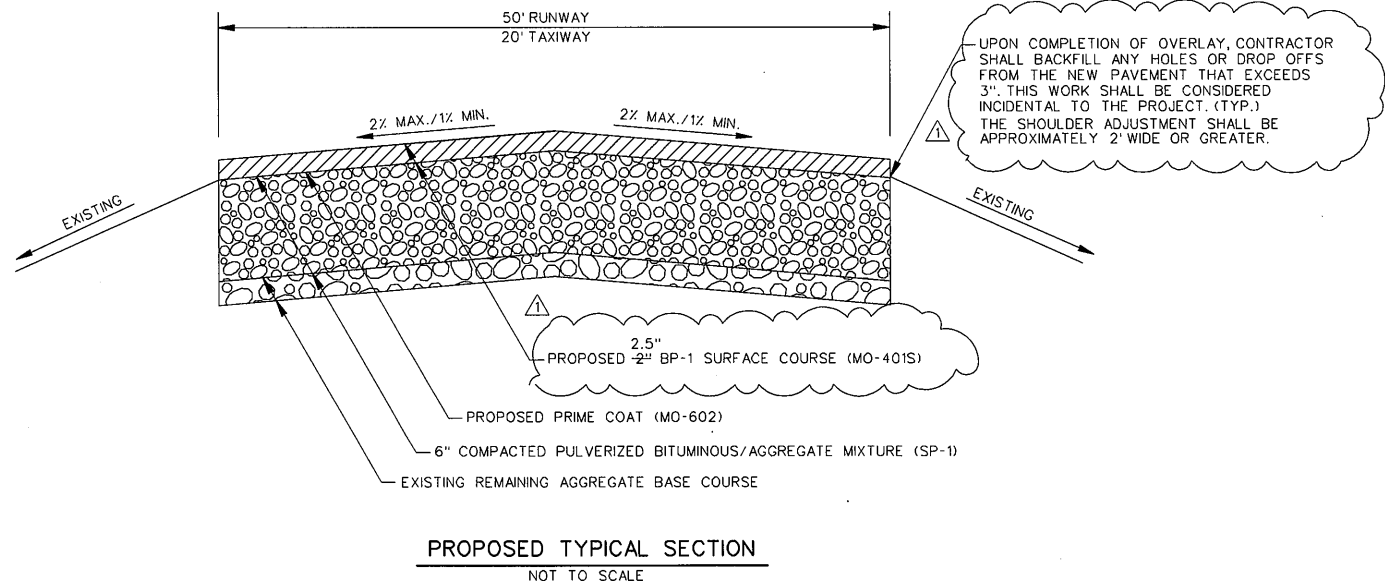 50' RUNWAY
20' TAXIWAY
UPON COMPLETION OF OVERLAY, CONTRACTOR
SHALL BACKFILL ANY HOLES OR DROP OFFS
FROM THE NEW PAVEMENT THAT EXCEEDS
3". THIS WORK SHALL BE CONSIDERED
INCIDENTAL TO THE PROJECT. (TYP.)
THE SHOULDER ADJUSTMENT SHALL BE
APPROXIMATELY 2' WIDE OR GREATER.
1
2% MAX./1% MIN.
2% MAX./1% MIN.
EXISTING
EXISTING
1
2.5"
PROPOSED 2" BP-1 SURFACE COURSE (MO-401S)
PROPOSED PRIME COAT (MO-602)
6" COMPACTED PULVERIZED BITUMINOUS/AGGREGATE MIXTURE (SP-1)
EXISTING REMAINING AGGREGATE BASE COURSE
PROPOSED TYPICAL SECTION
NOT TO SCALE